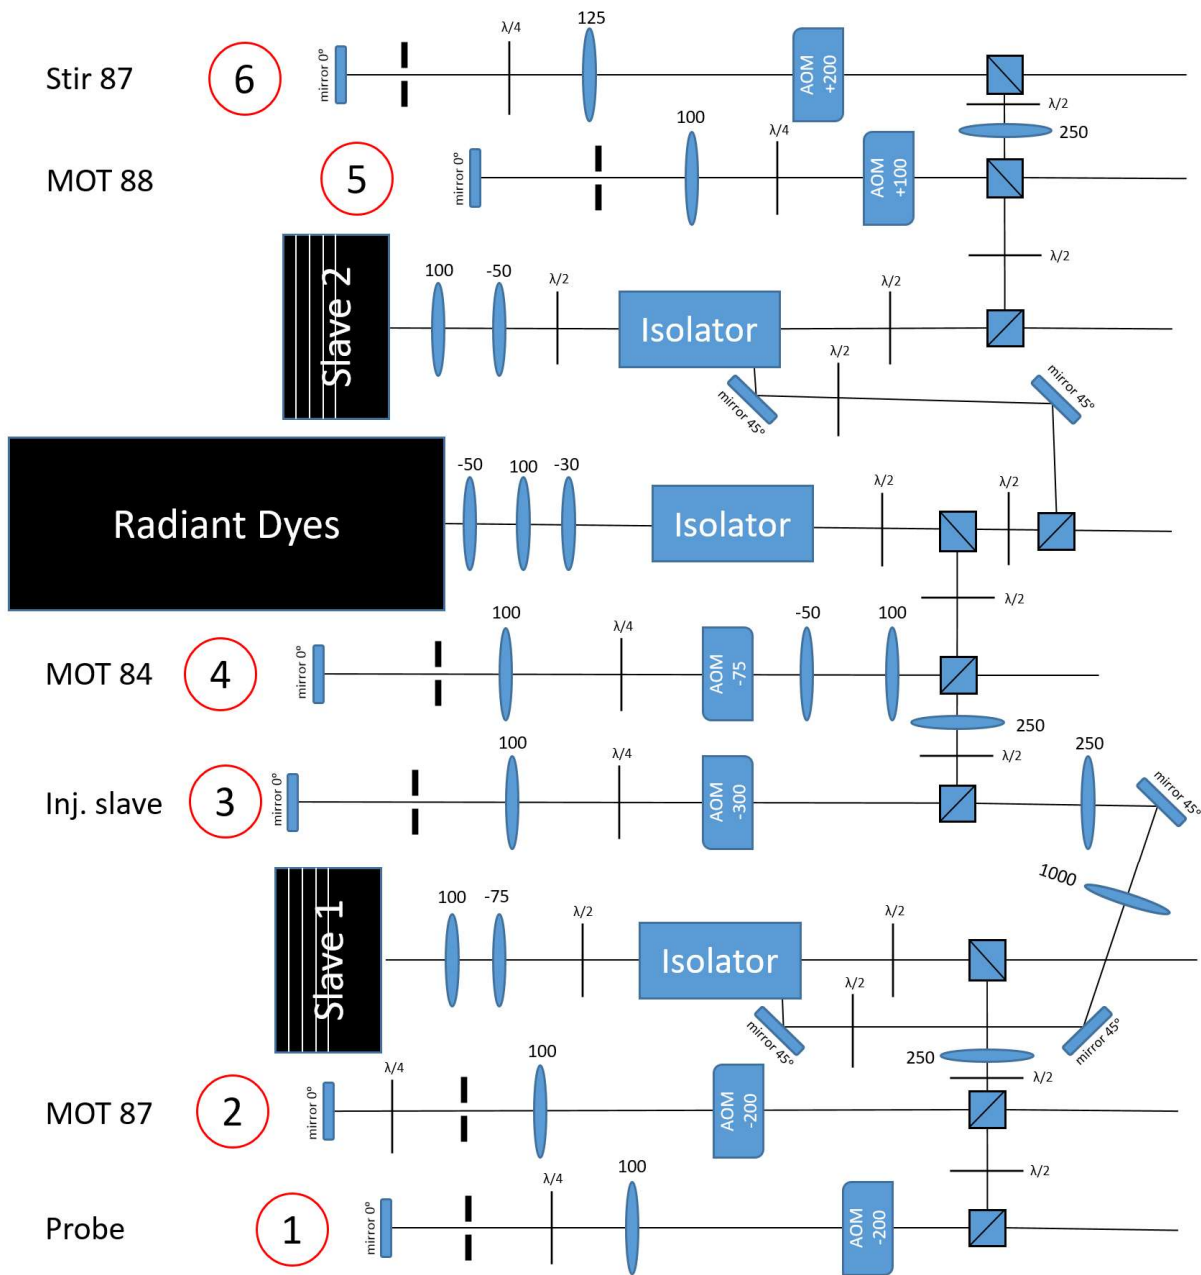 125
λ/4
Stir 87
6
mirror 0°
AOM
+200
λ/2
250
100
λ/4
MOT 88
5
mirror 0°
AOM
+100
λ/2
Slave 2
100
-50
λ/2
Isolator
λ/2
λ/2
mirror 45°
mirror 45°
Radiant Dyes
-50
100
-30
Isolator
λ/2
λ/2
λ/2
100
λ/4
-50
100
MOT 84
4
mirror 0°
AOM
-75
250
λ/2
100
λ/4
250
Inj. slave
3
mirror 0°
AOM
-300
mirror 45°
1000
Slave 1
100
-75
λ/2
Isolator
λ/2
λ/2
mirror 45°
mirror 45°
250
λ/2
λ/4
100
MOT 87
2
mirror 0°
AOM
-200
λ/2
λ/4
100
Probe
1
mirror 0°
AOM
-200